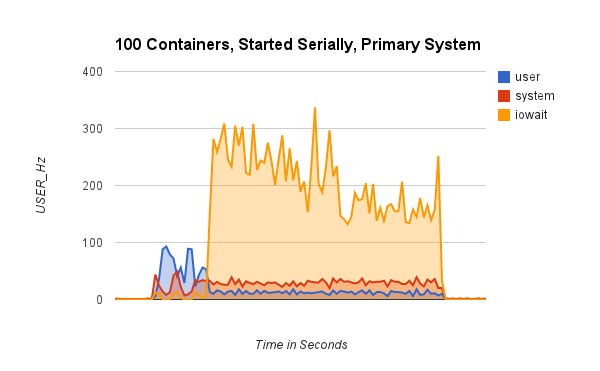 100 Containers, Started Serially, Primary System
400
300
200
100
0
USER_Hz
Time in Seconds
user
system
iowait